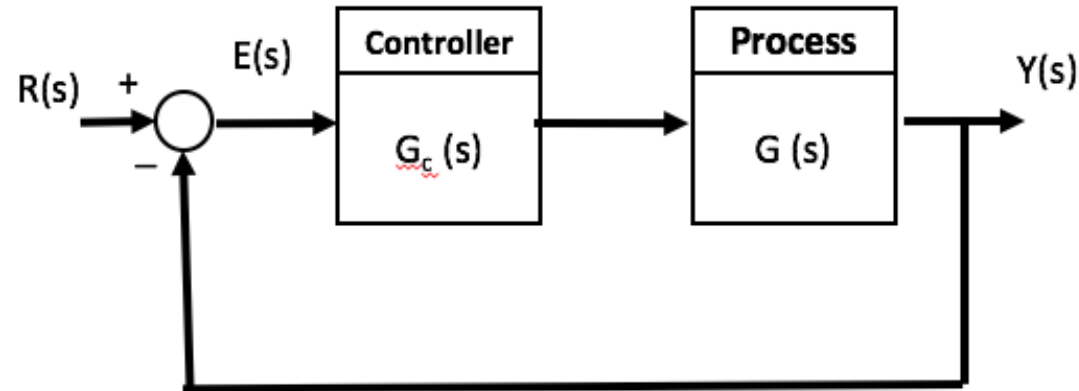 Controller
Process
E(s)
Y(s)
R(s)
+
G_c (s)
G (s)
–